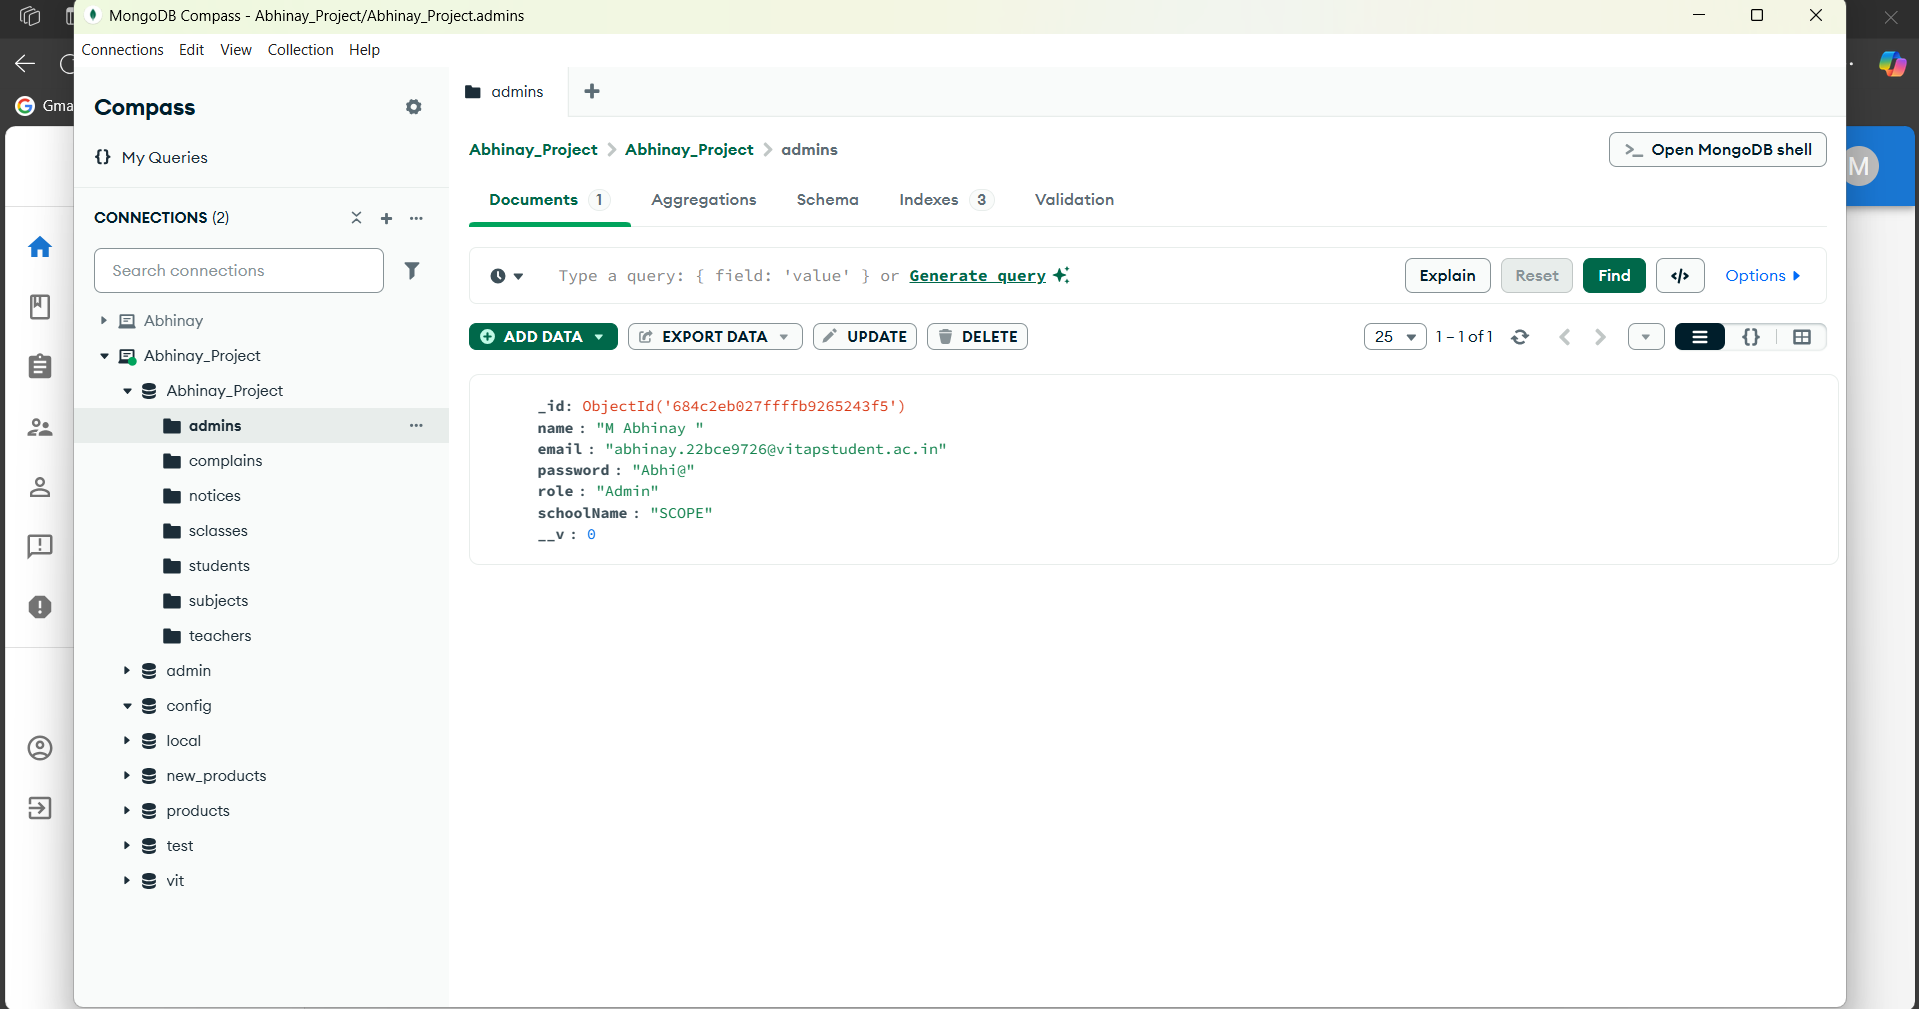 MongoDB Compass - Abhinay_Project/Abhinay_Project.admins
Connections Edit View Collection Help
Gma
Compass
{} My Queries
CONNECTIONS (2)
Search connections
Abhinay
Abhinay_Project
Abhinay_Project
admins
complains
notices
sclasses
students
subjects
teachers
admin
config
local
new_products
products
test
vit
admins
Abhinay_Project > Abhinay_Project > admins
>_ Open MongoDB shell
M
Documents 1 Aggregations Schema Indexes 3 Validation
Type a query: { field: 'value' } or Generate query
Explain Reset Find </> Options
ADD DATA EXPORT DATA UPDATE DELETE
25 1 – 1 of 1 {}
_id: ObjectId('684c2eb027ffffb9265243f5')
name : "M Abhinay "
email : "abhinay.22bce9726@vitapstudent.ac.in"
password : "Abhi@"
role : "Admin"
schoolName : "SCOPE"
__v : 0